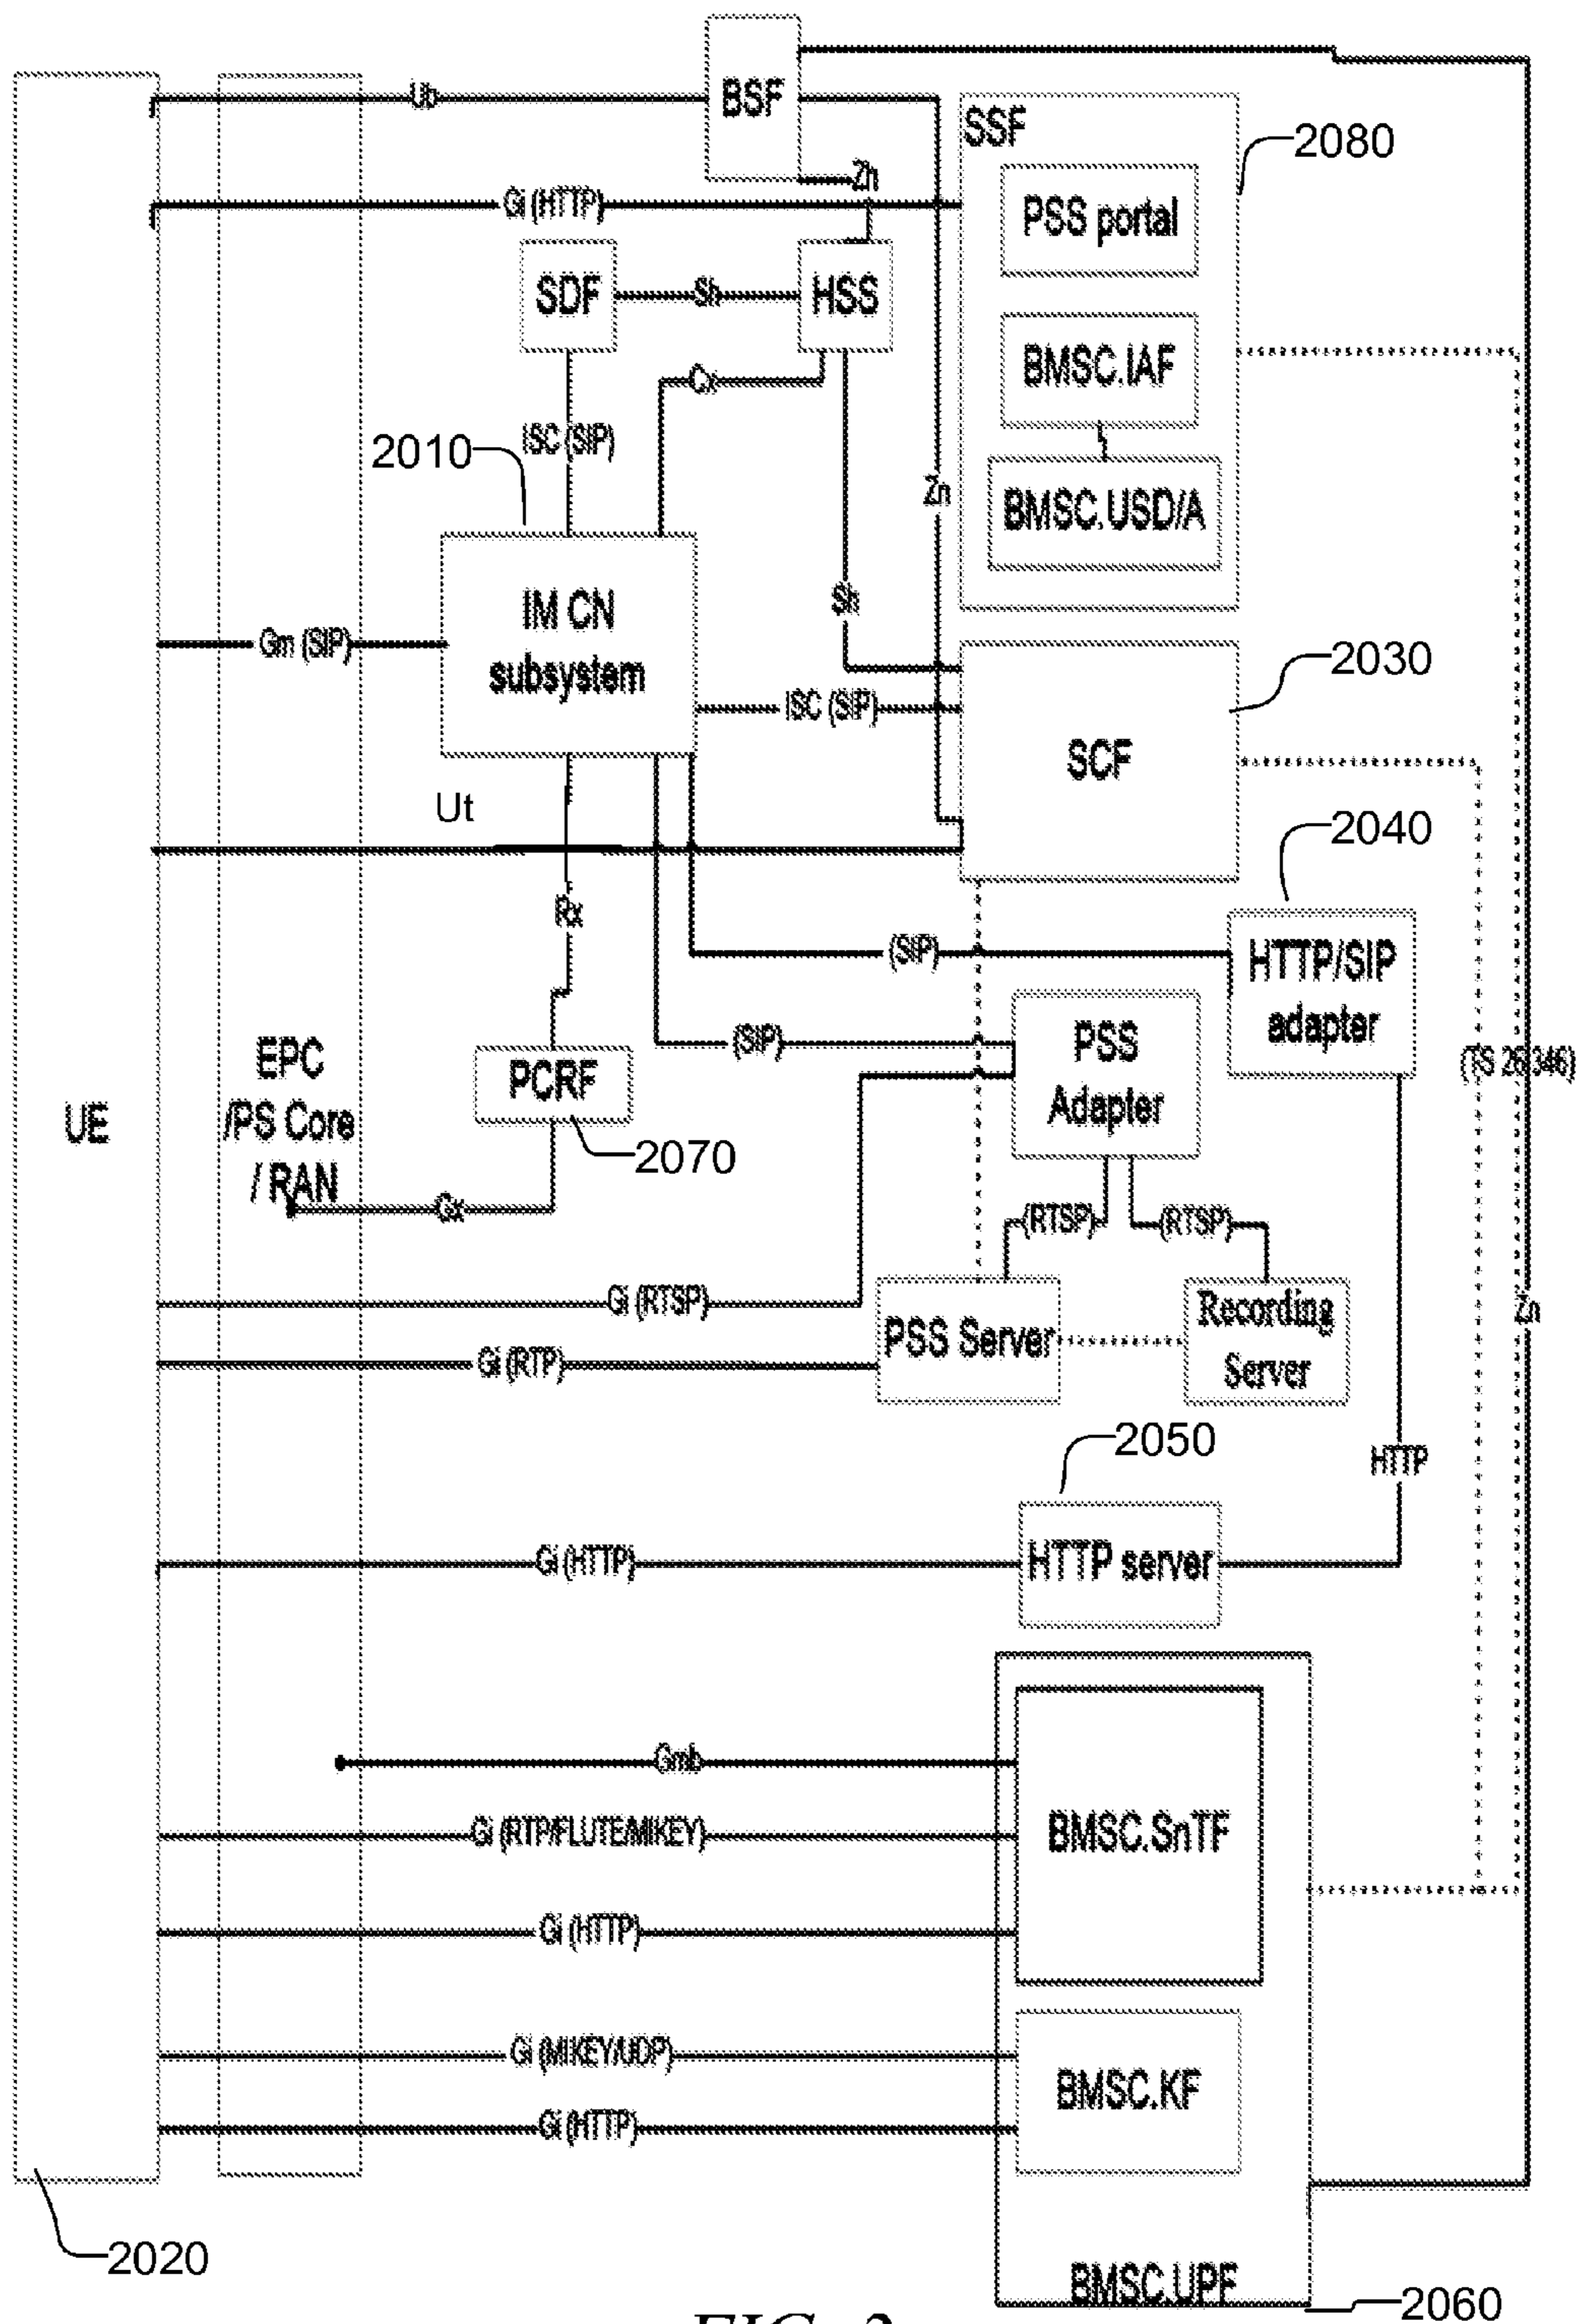 BSF
Ub
SSF
2080
Zh
PSS portal
Gi (HTTP)
SDF
Sh
HSS
BMSC.IAF
Cx
ISC (SIP)
2010
Zn
BMSC.USD/A
IM CN
subsystem
Sh
Gm (SIP)
2030
ISC (SIP)
SCF
Ut
2040
Rx
(SIP)
HTTP/SIP
adapter
(SIP)
PSS
Adapter
EPC
/PS Core
/ RAN
PCRF
(TS 26.346)
UE
2070
Gx
(RTSP)
(RTSP)
Gi (RTSP)
Zn
PSS Server
Recording
Server
Gi (RTP)
2050
HTTP
Gi (HTTP)
HTTP server
Gmb
Gi (RTP/FLUTE/MIKEY)
BMSC.SnTF
Gi (HTTP)
Gi (MIKEY/UDP)
BMSC.KF
Gi (HTTP)
2020
BMSC.UPF
2060